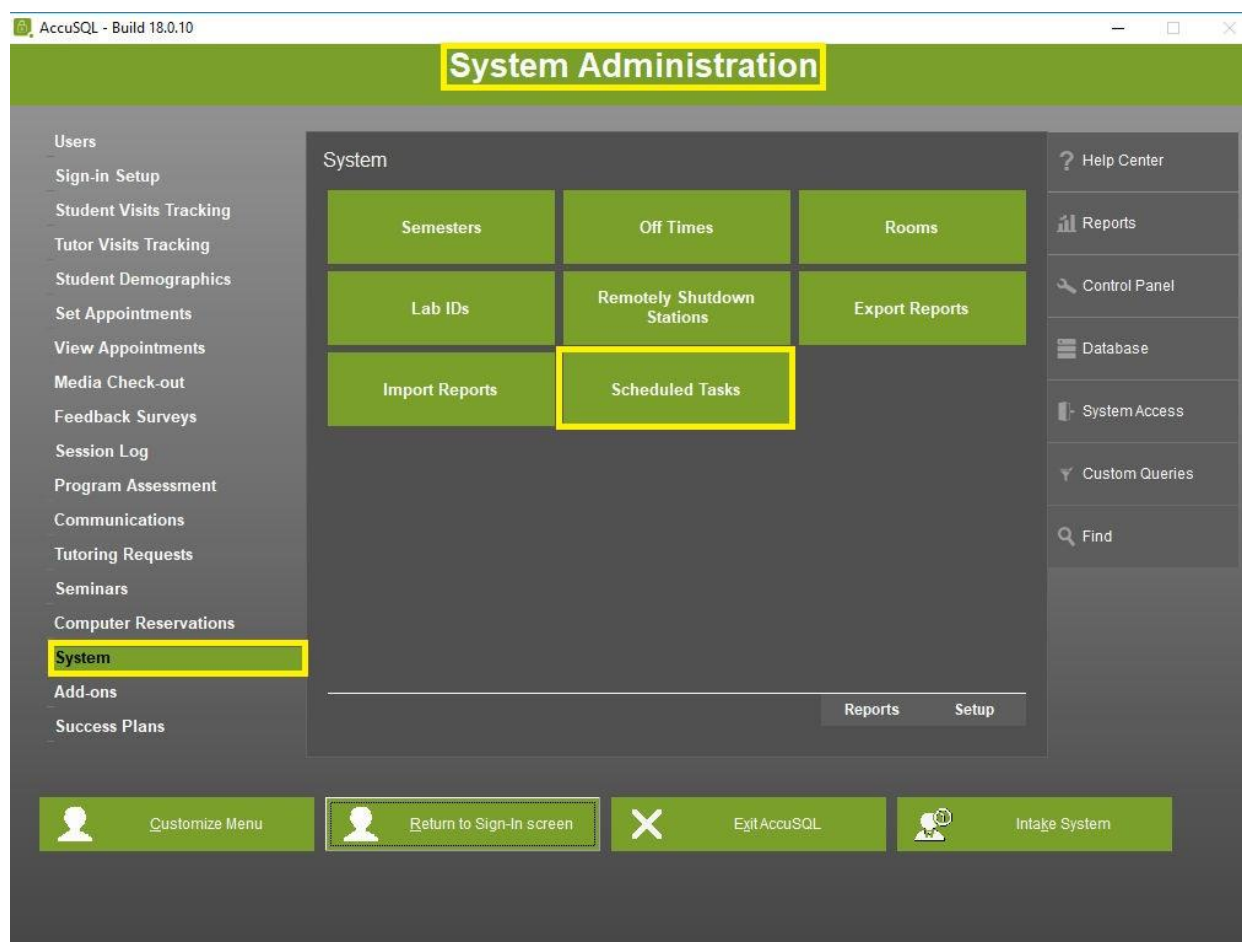 AccuSQL - Build 18.0.10
System Administration
Users
Sign-in Setup
Student Visits Tracking
Tutor Visits Tracking
Student Demographics
Set Appointments
View Appointments
Media Check-out
Feedback Surveys
Session Log
Program Assessment
Communications
Tutoring Requests
Seminars
Computer Reservations
System
Add-ons
Success Plans
System
Semesters
Off Times
Rooms
Lab IDs
Remotely Shutdown
Stations
Export Reports
Import Reports
Scheduled Tasks
Reports
Setup
? Help Center
Reports
Control Panel
Database
System Access
Custom Queries
Find
Customize Menu
Return to Sign-In screen
Exit AccuSQL
Intake System